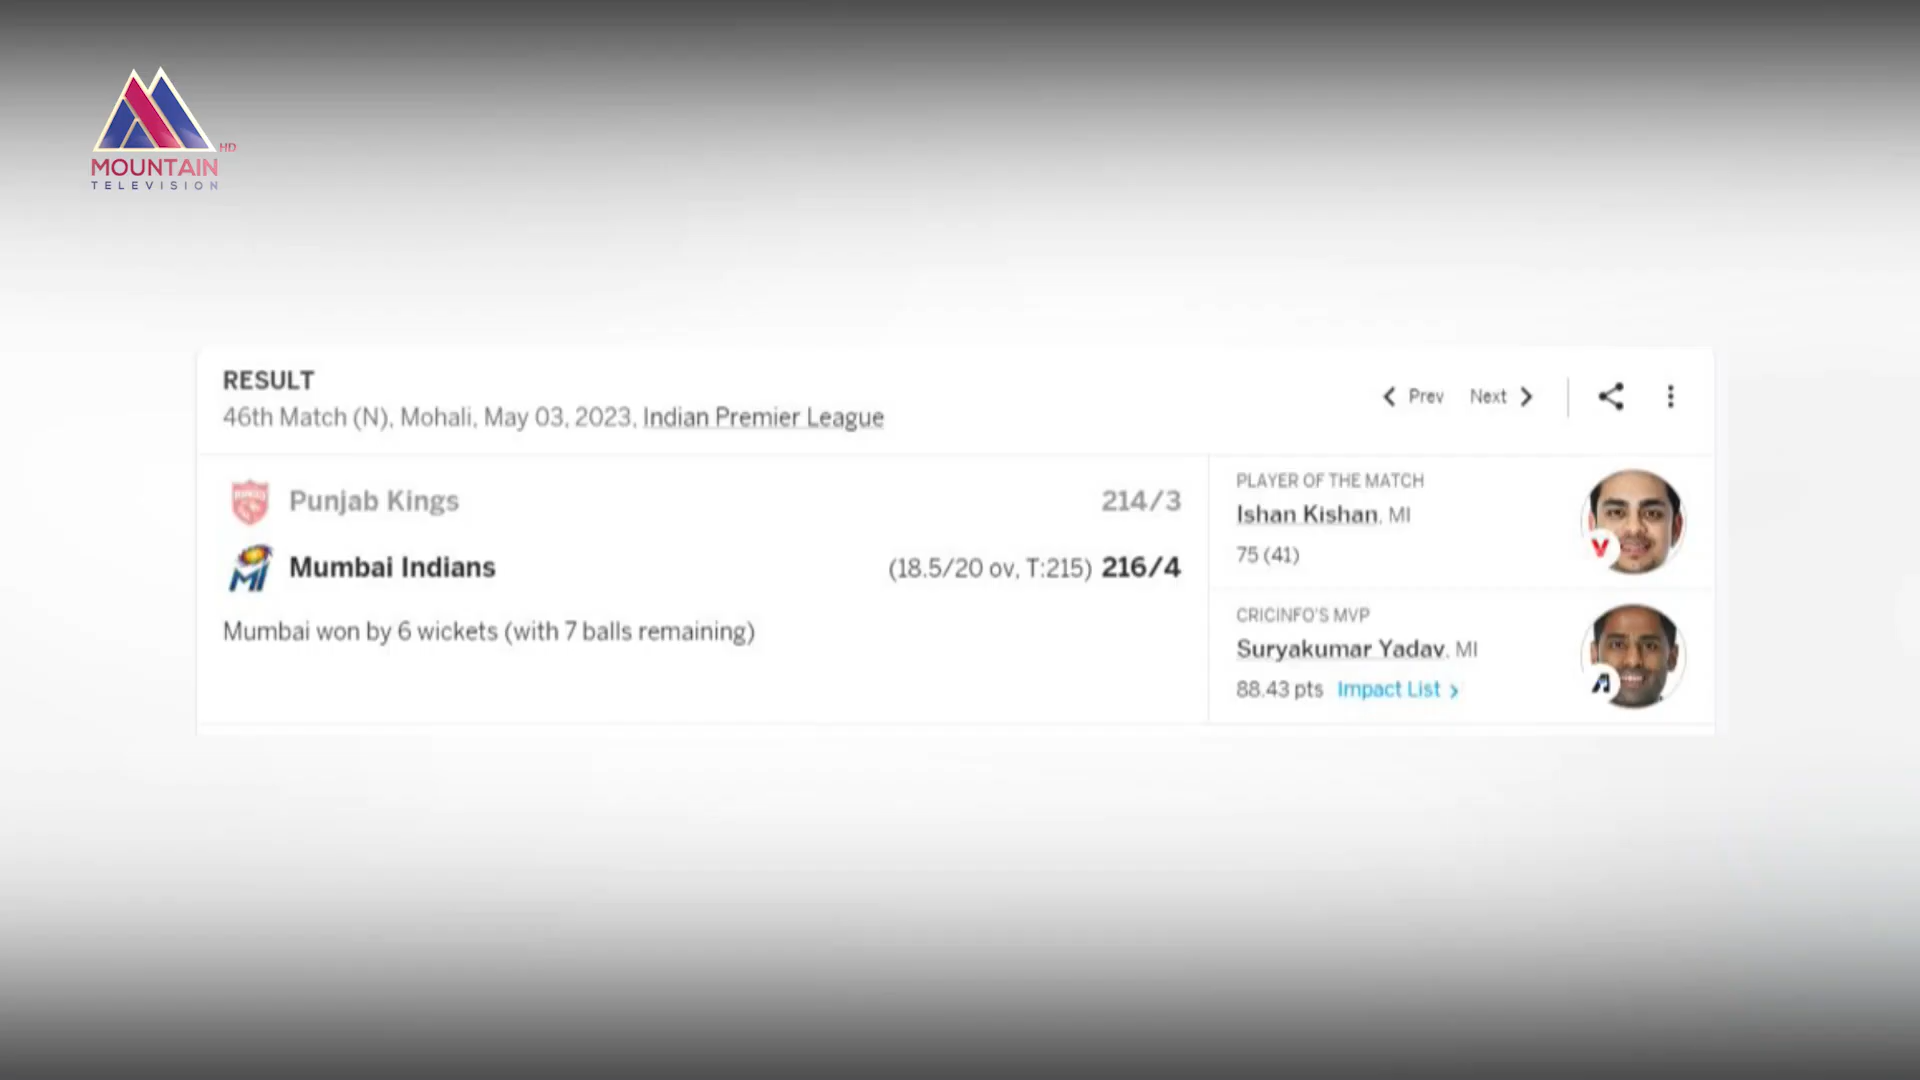 MOUNTAIN HD
TELEVISION
RESULT
46th Match (N), Mohali, May 03, 2023, Indian Premier League
Prev Next
Punjab Kings 214/3
Mumbai Indians (18.5/20 ov, T:215) 216/4
Mumbai won by 6 wickets (with 7 balls remaining)
PLAYER OF THE MATCH
Ishan Kishan, MI
75 (41)
CRICINFO'S MVP
Suryakumar Yadav, MI
88.43 pts Impact List